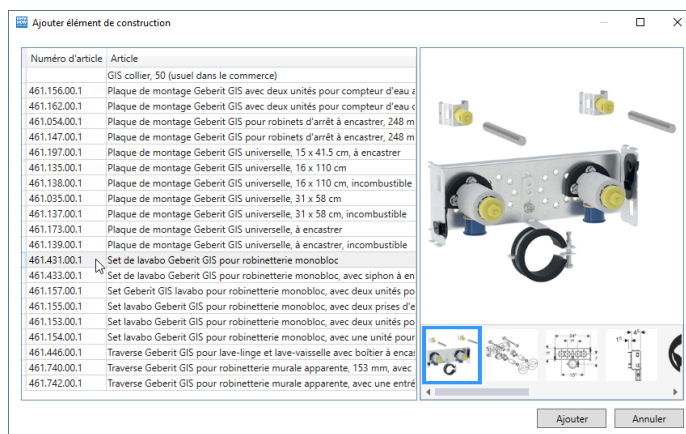 Ajouter élément de construction
Numéro d'article Article
GIS collier, 50 (usuel dans le commerce)
461.156.00.1 Plaque de montage Geberit GIS avec deux unités pour compteur d'eau a
461.162.00.1 Plaque de montage Geberit GIS avec deux unités pour compteur d'eau c
461.054.00.1 Plaque de montage Geberit GIS pour robinets d'arrêt à encastrer, 248 m
461.147.00.1 Plaque de montage Geberit GIS pour robinets d'arrêt à encastrer, 248 m
461.197.00.1 Plaque de montage Geberit GIS universelle, 15 x 41.5 cm, à encastrer
461.135.00.1 Plaque de montage Geberit GIS universelle, 16 x 110 cm
461.138.00.1 Plaque de montage Geberit GIS universelle, 16 x 110 cm, incombustible
461.035.00.1 Plaque de montage Geberit GIS universelle, 31 x 58 cm
461.137.00.1 Plaque de montage Geberit GIS universelle, 31 x 58 cm, incombustible
461.173.00.1 Plaque de montage Geberit GIS universelle, à encastrer
461.139.00.1 Plaque de montage Geberit GIS universelle, à encastrer, incombustible
461.431.00.1 Set de lavabo Geberit GIS pour robinetterie monobloc
461.433.00.1 Set de lavabo Geberit GIS pour robinetterie monobloc, avec siphon à en
461.157.00.1 Set Geberit GIS lavabo pour robinetterie monobloc, avec deux unités po
461.155.00.1 Set lavabo Geberit GIS pour robinetterie monobloc, avec deux prises d'e
461.153.00.1 Set lavabo Geberit GIS pour robinetterie monobloc, avec deux unités po
461.154.00.1 Set lavabo Geberit GIS pour robinetterie monobloc, avec une unité pour
461.446.00.1 Traverse Geberit GIS pour lave-linge et lave-vaisselle avec boîtier à encas
461.740.00.1 Traverse Geberit GIS pour robinetterie murale apparente, 153 mm, avec
461.742.00.1 Traverse Geberit GIS pour robinetterie murale apparente, avec une entré
Ajouter Annuler